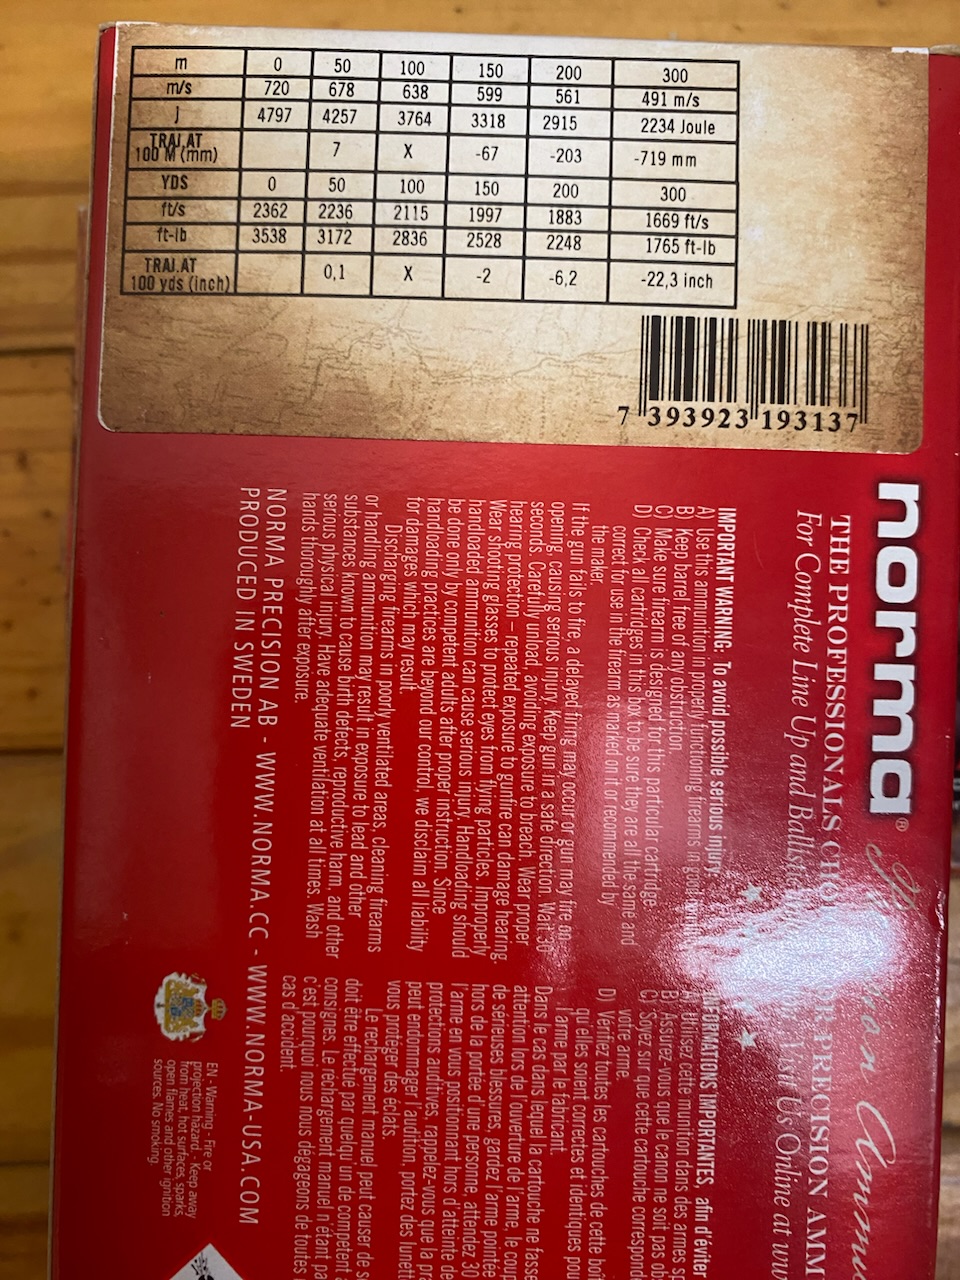 m 0 50 100 150 200 300
m/s 720 678 638 599 561 491 m/s
J 4797 4257 3764 3318 2915 2234 Joule
TRAJ.AT
100 M (mm) 7 X -67 -203 -719 mm
YDS 0 50 100 150 200 300
ft/s 2362 2236 2115 1997 1883 1669 ft/s
ft-lb 3538 3172 2836 2528 2248 1765 ft-lb
TRAJ.AT
100 yds (inch) 0,1 X -2 -6,2 -22,3 inch
7 393923 193137
norma®
THE PROFESSIONALS PRECISION AMM
For Complete Line Up and Visit Us Online at
IMPORTANT WARNING: To avoid possible serious injury:
A) Use this ammunition in properly functioning firearms in
B) Keep barrel free of any obstruction.
C) Make sure firearm is designed for this particular cartridge.
D) Check all cartridges in this box to be sure they are all the same and
correct for use in the firearm as marked on it or recommended by
the maker.
If the gun fails to fire, a delayed firing may occur or gun may fire on
opening, causing serious injury. Keep gun in a safe direction. Wait 30
seconds. Carefully unload, avoiding exposure to breach. Wear proper
hearing protection – repeated exposure to gunfire can damage hearing.
Wear shooting glasses to protect eyes from flying particles. Improperly
handloaded ammunition can cause serious injury. Handloading should
be done only by competent adults after proper instruction. Since
handloading practices are beyond our control, we disclaim all liability
for damages which may result.
Discharging firearms in poorly ventilated areas, cleaning firearms
or handling ammunition may result in exposure to lead and other
substances known to cause birth defects, reproductive harm, and other
serious physical injury. Have adequate ventilation at all times. Wash
hands thoroughly after exposure.
INFORMATIONS IMPORTANTES, afin d'éviter
A) Utilisez cette munition dans des armes
B) Assurez-vous que le canon ne soit pas
C) Soyez sur que cette cartouche
votre arme.
D) Vérifiez toutes les cartouches de cette
qu'elles soient correctes et identiques
l'arme par le fabricant.
Dans le cas dans lequel la cartouche ne fasse
attention lors de l'ouverture de l'arme, le
de sérieuses blessures, gardez l'arme pointée
hors de la portée d'une personne, attendez 30
l'arme en vous positionnant hors d'atteinte de
protections auditives, rappelez-vous que la
peut endommager l'audition, portez des
vous protéger des éclats.
Le rechargement manuel peut causer de
doit être effectué par quelqu'un de compétent
consignes. Le rechargement manuel n'étant
c'est pourquoi nous nous dégageons de toutes
cas d'accident.
NORMA PRECISION AB - WWW.NORMA.CC - WWW.NORMA-USA.COM
PRODUCED IN SWEDEN
EN - Warning - Fire or
projection hazard - Keep away
from heat, hot surfaces, sparks,
open flames and other ignition
sources. No smoking.